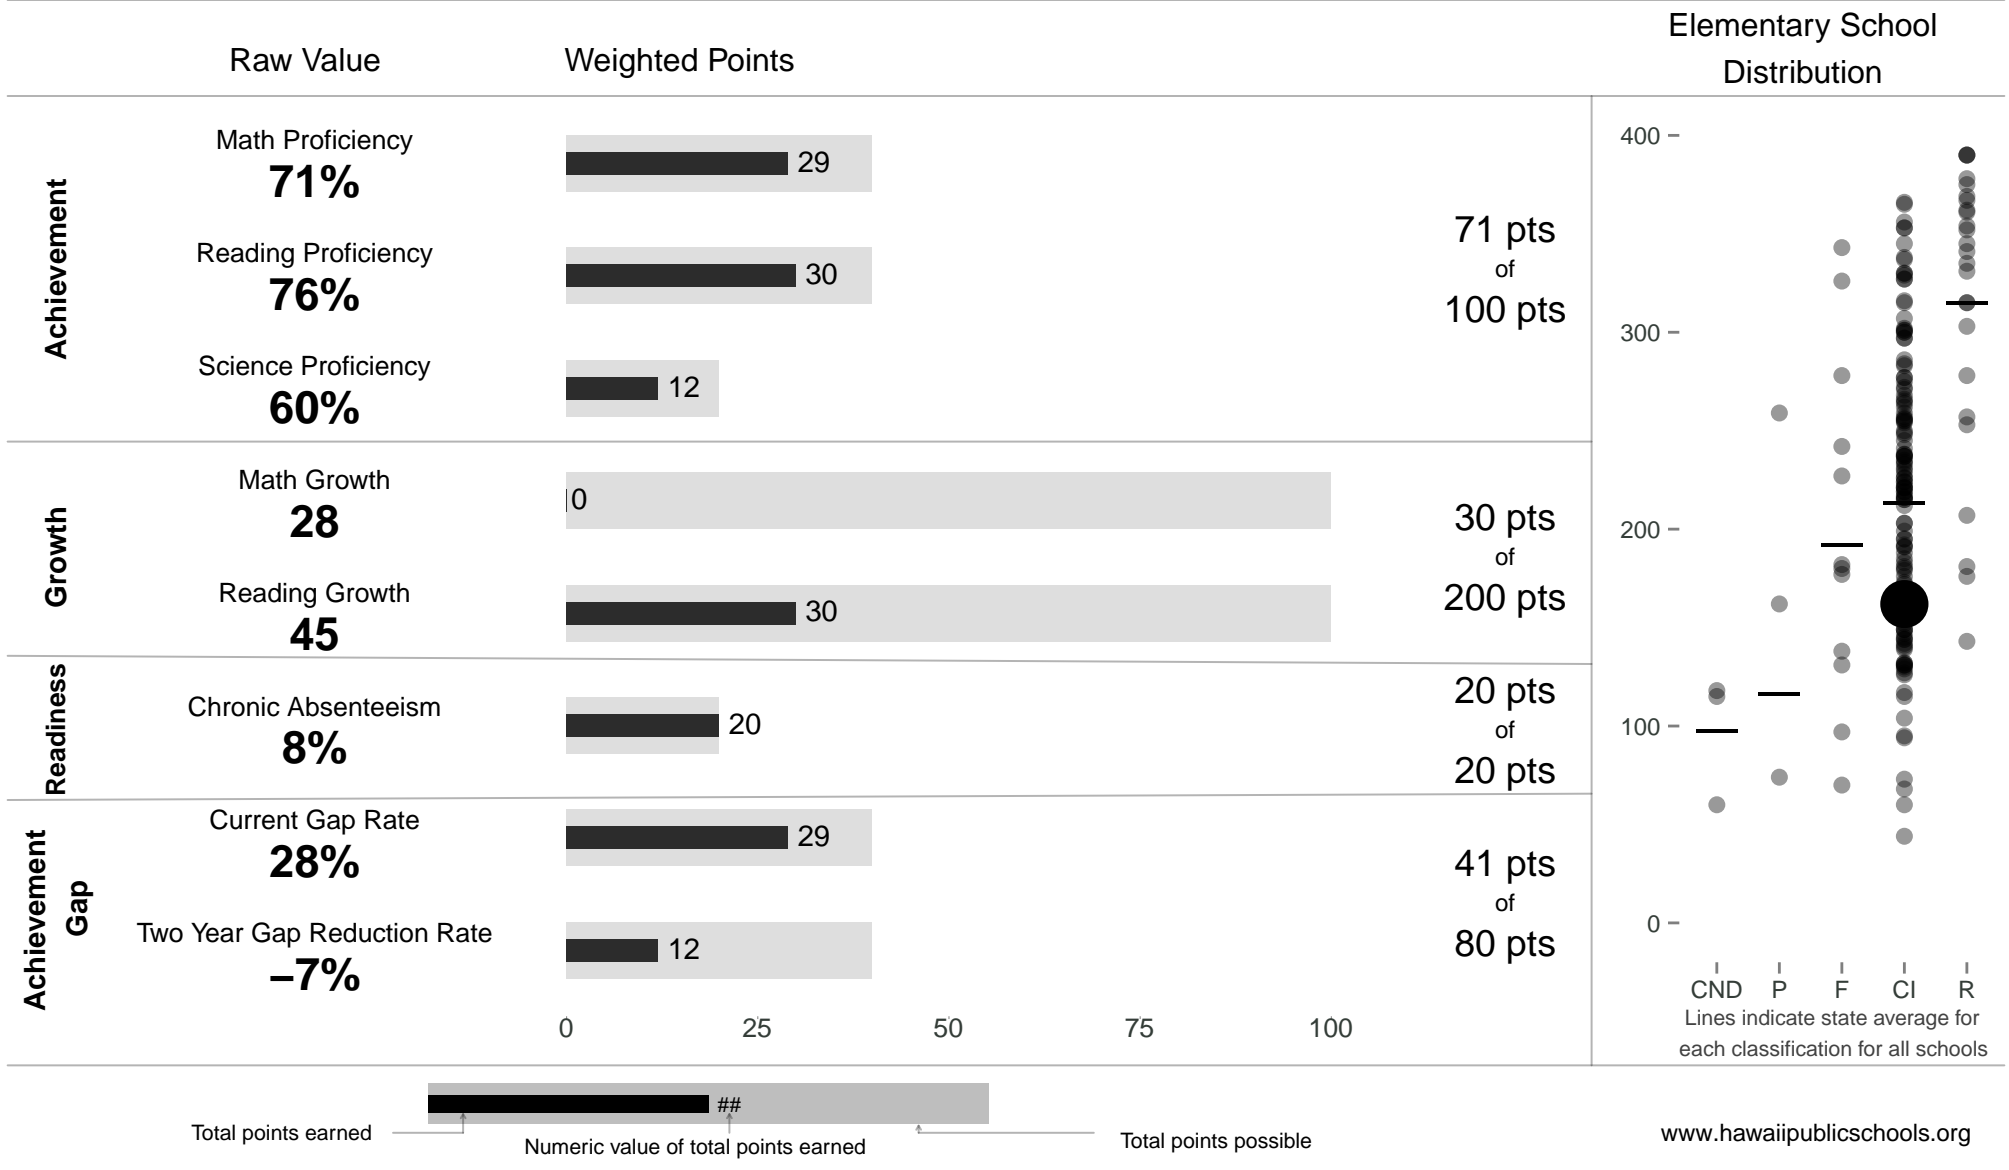 Raw Value
Weighted Points
Elementary School
Distribution
Achievement
Math Proficiency
71%
29
Reading Proficiency
76%
30
Science Proficiency
60%
12
71 pts
of
100 pts
Growth
Math Growth
28
0
Reading Growth
45
30
30 pts
of
200 pts
Readiness
Chronic Absenteeism
8%
20
20 pts
of
20 pts
Achievement
Gap
Current Gap Rate
28%
29
Two Year Gap Reduction Rate
–7%
12
41 pts
of
80 pts
0 25 50 75 100
400
300
200
100
0
CND P F CI R
Lines indicate state average for
each classification for all schools
##
Total points earned
Numeric value of total points earned
Total points possible
www.hawaiipublicschools.org